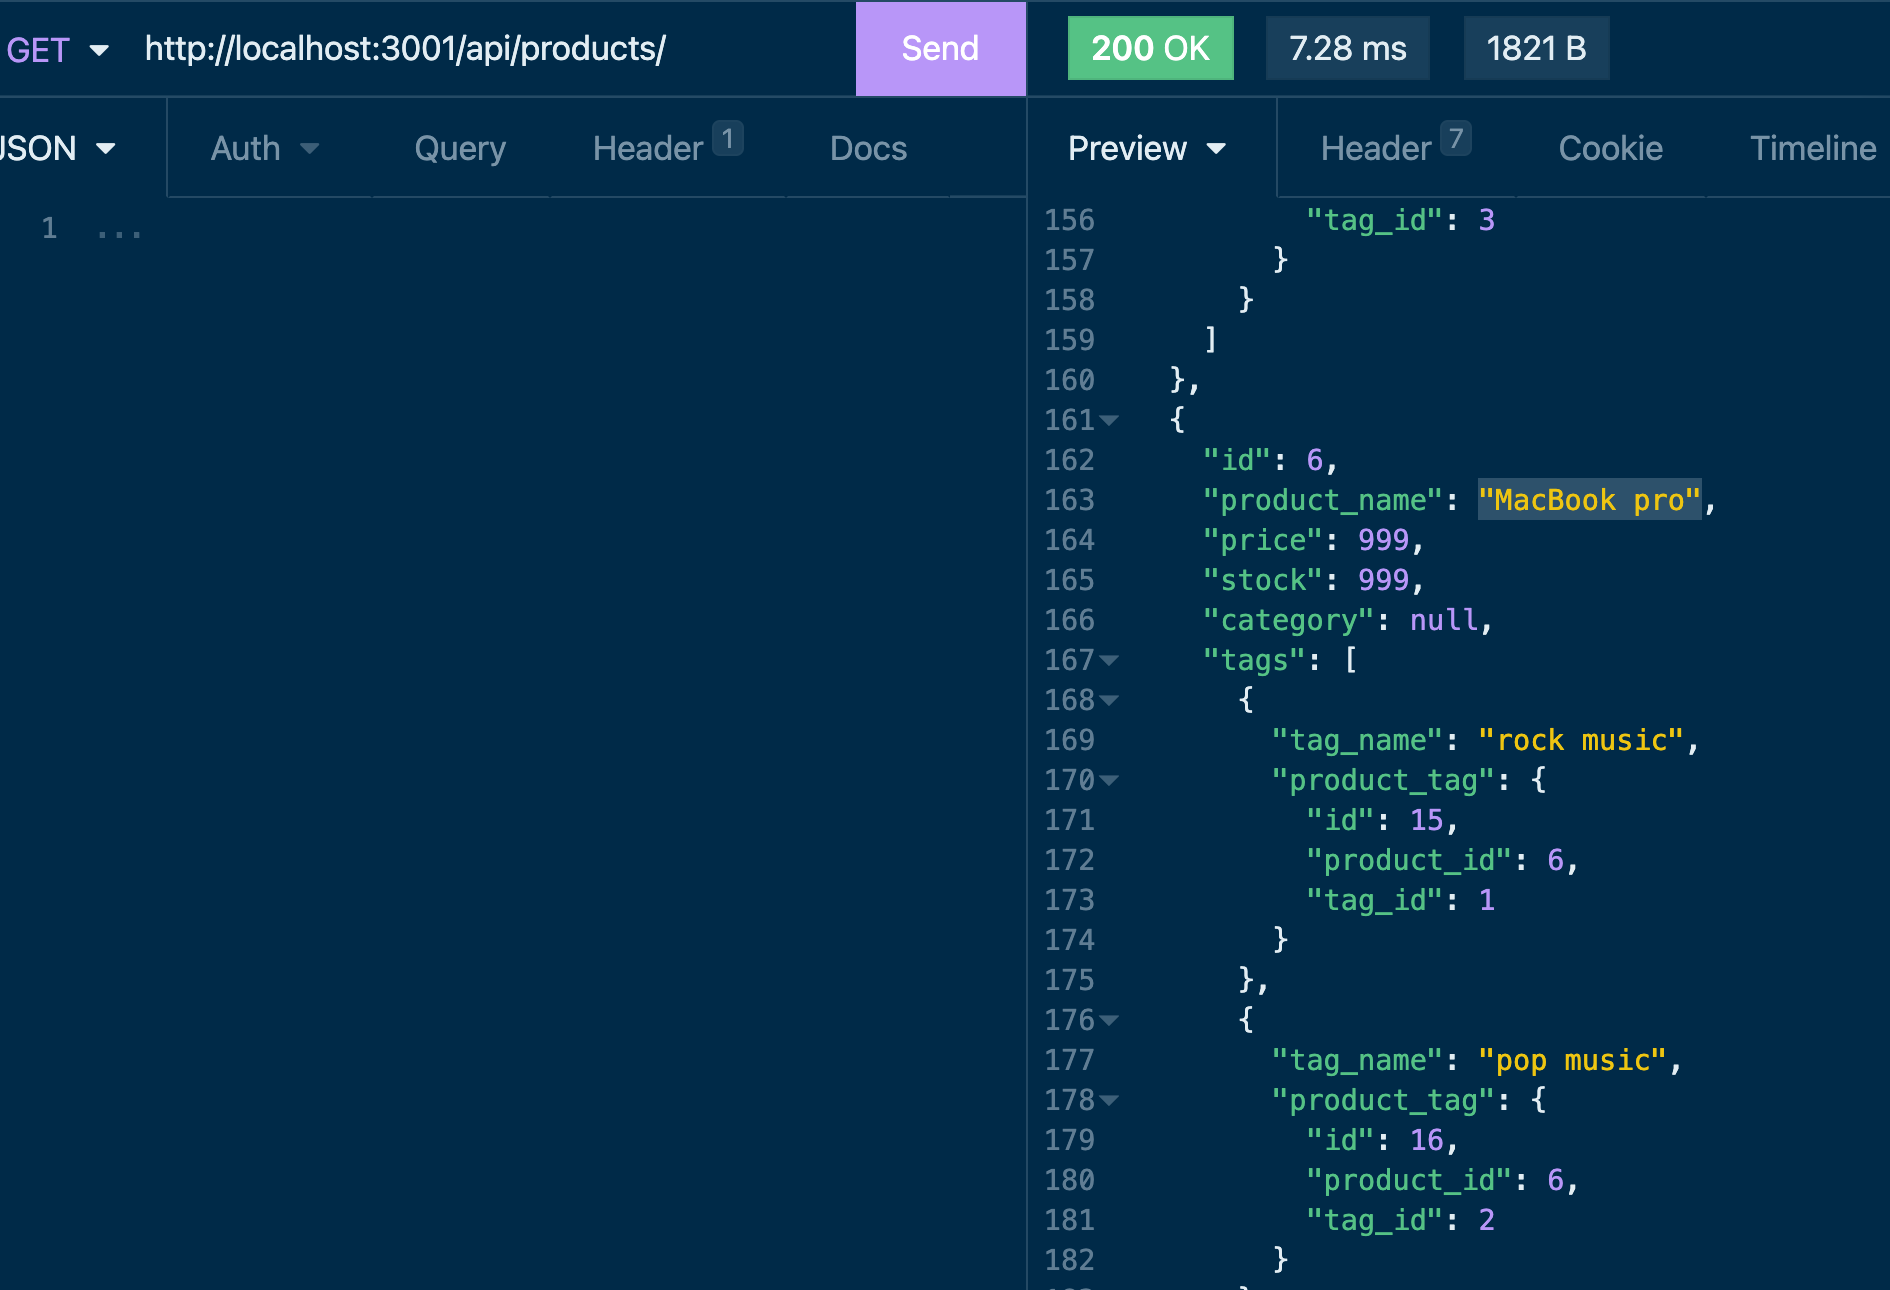 GET http://localhost:3001/api/products/ Send 200 OK 7.28 ms 1821 B
JSON Auth Query Header 1 Docs Preview Header 7 Cookie Timeline
1 ...
156 "tag_id": 3
157 }
158 }
159 ]
160 },
161 {
162 "id": 6,
163 "product_name": "MacBook pro",
164 "price": 999,
165 "stock": 999,
166 "category": null,
167 "tags": [
168 {
169 "tag_name": "rock music",
170 "product_tag": {
171 "id": 15,
172 "product_id": 6,
173 "tag_id": 1
174 }
175 },
176 {
177 "tag_name": "pop music",
178 "product_tag": {
179 "id": 16,
180 "product_id": 6,
181 "tag_id": 2
182 }